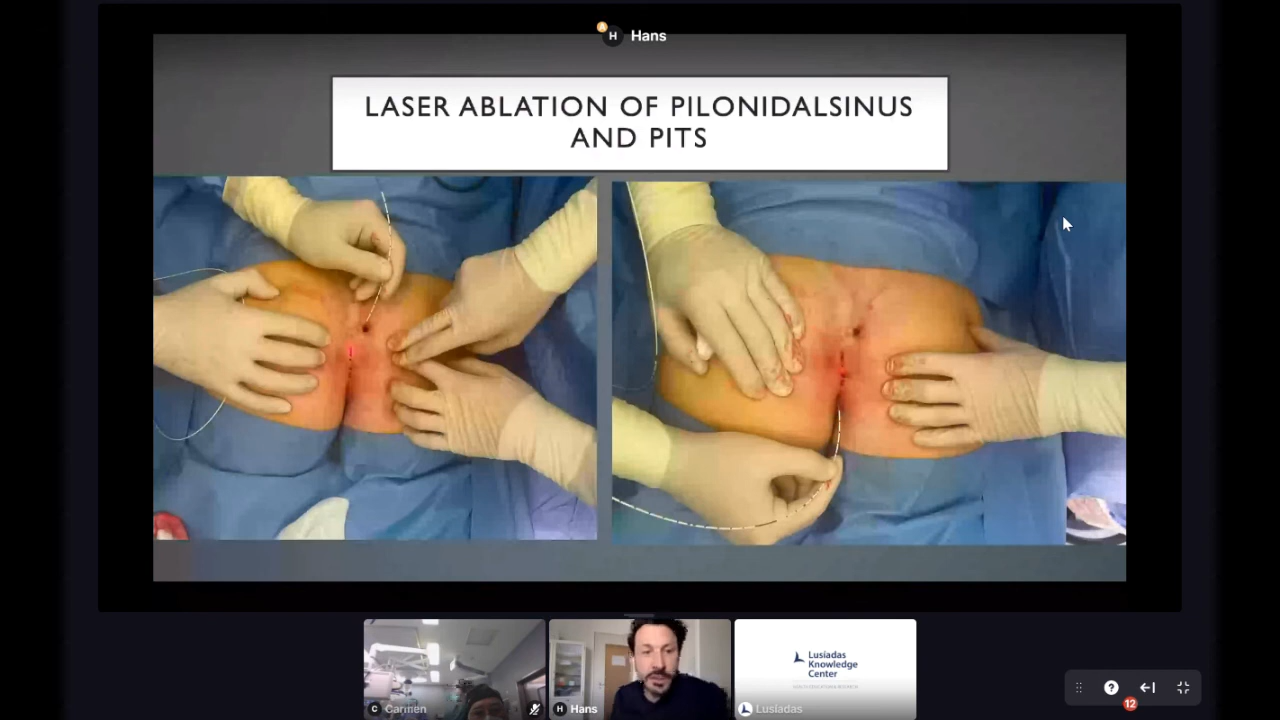 H Hans
LASER ABLATION OF PILONIDALSINUS
AND PITS
C Carmen
H Hans
Lusíadas
Knowledge
Center
Lusíadas
12